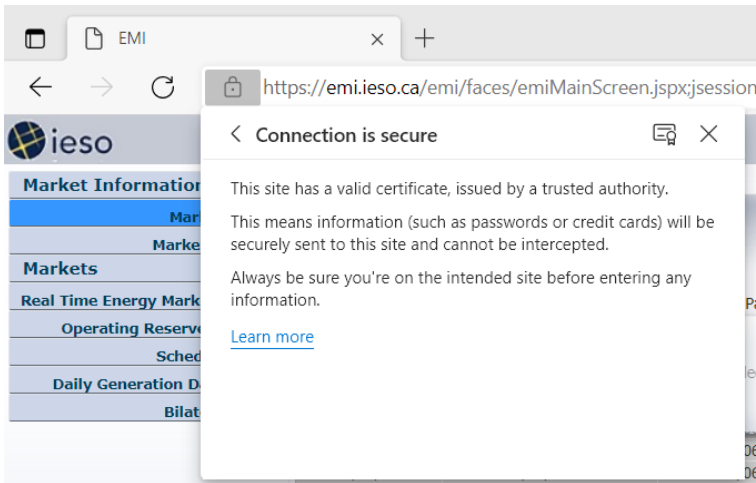 EMI
https://emi.ieso.ca/emi/faces/emiMainScreen.jspx;jsession
ieso
Connection is secure
Market Information
This site has a valid certificate, issued by a trusted authority.
This means information (such as passwords or credit cards) will be
securely sent to this site and cannot be intercepted.
Always be sure you're on the intended site before entering any
information.
Learn more
Mar
Marke
Markets
Real Time Energy Mark
Operating Reserve
Sched
Daily Generation D
Bilat